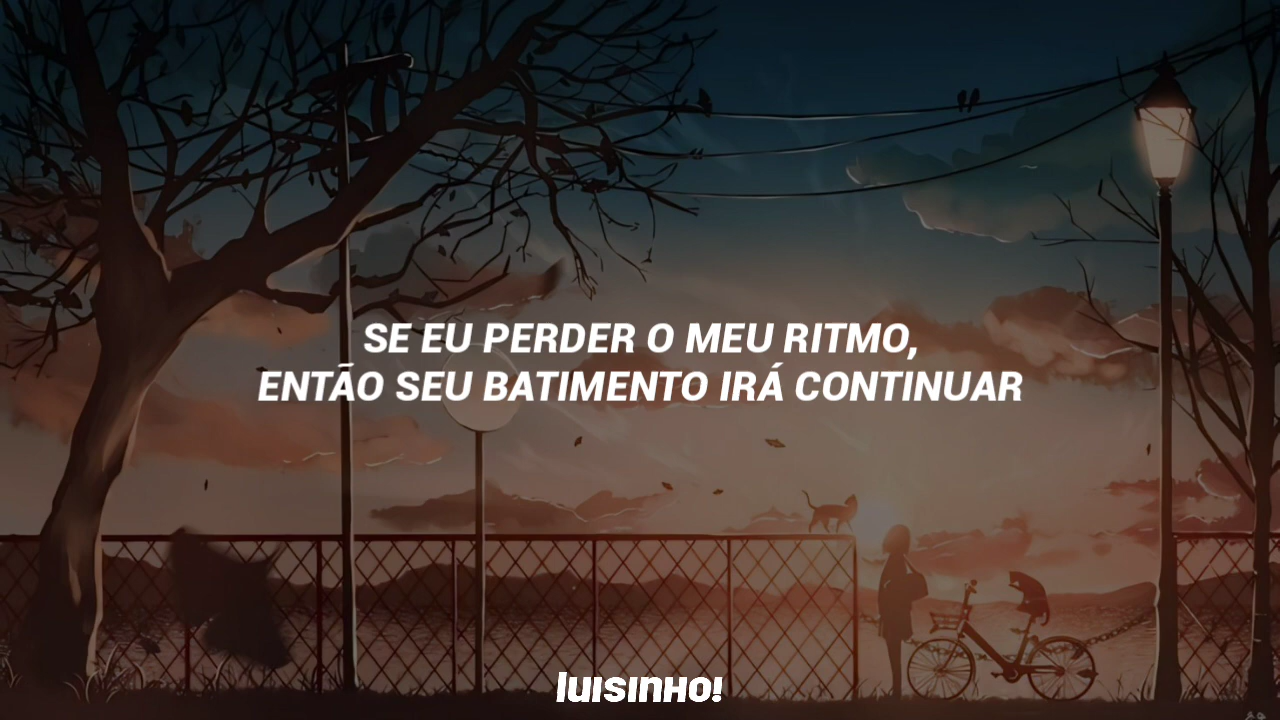 SE EU PERDER O MEU RITMO,
ENTÃO SEU BATIMENTO IRÁ CONTINUAR
luisinho!